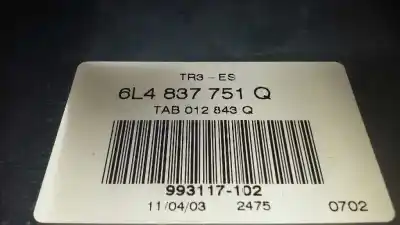 TR3-ES
6L4 837 751 Q
TAB 012 843 Q
993117-102
11/04/03 2475 0702